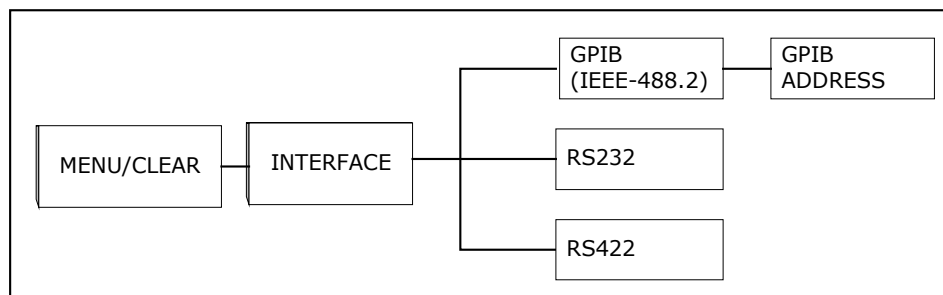 MENU/CLEAR
INTERFACE
GPIB
(IEEE-488.2)
GPIB
ADDRESS
RS232
RS422